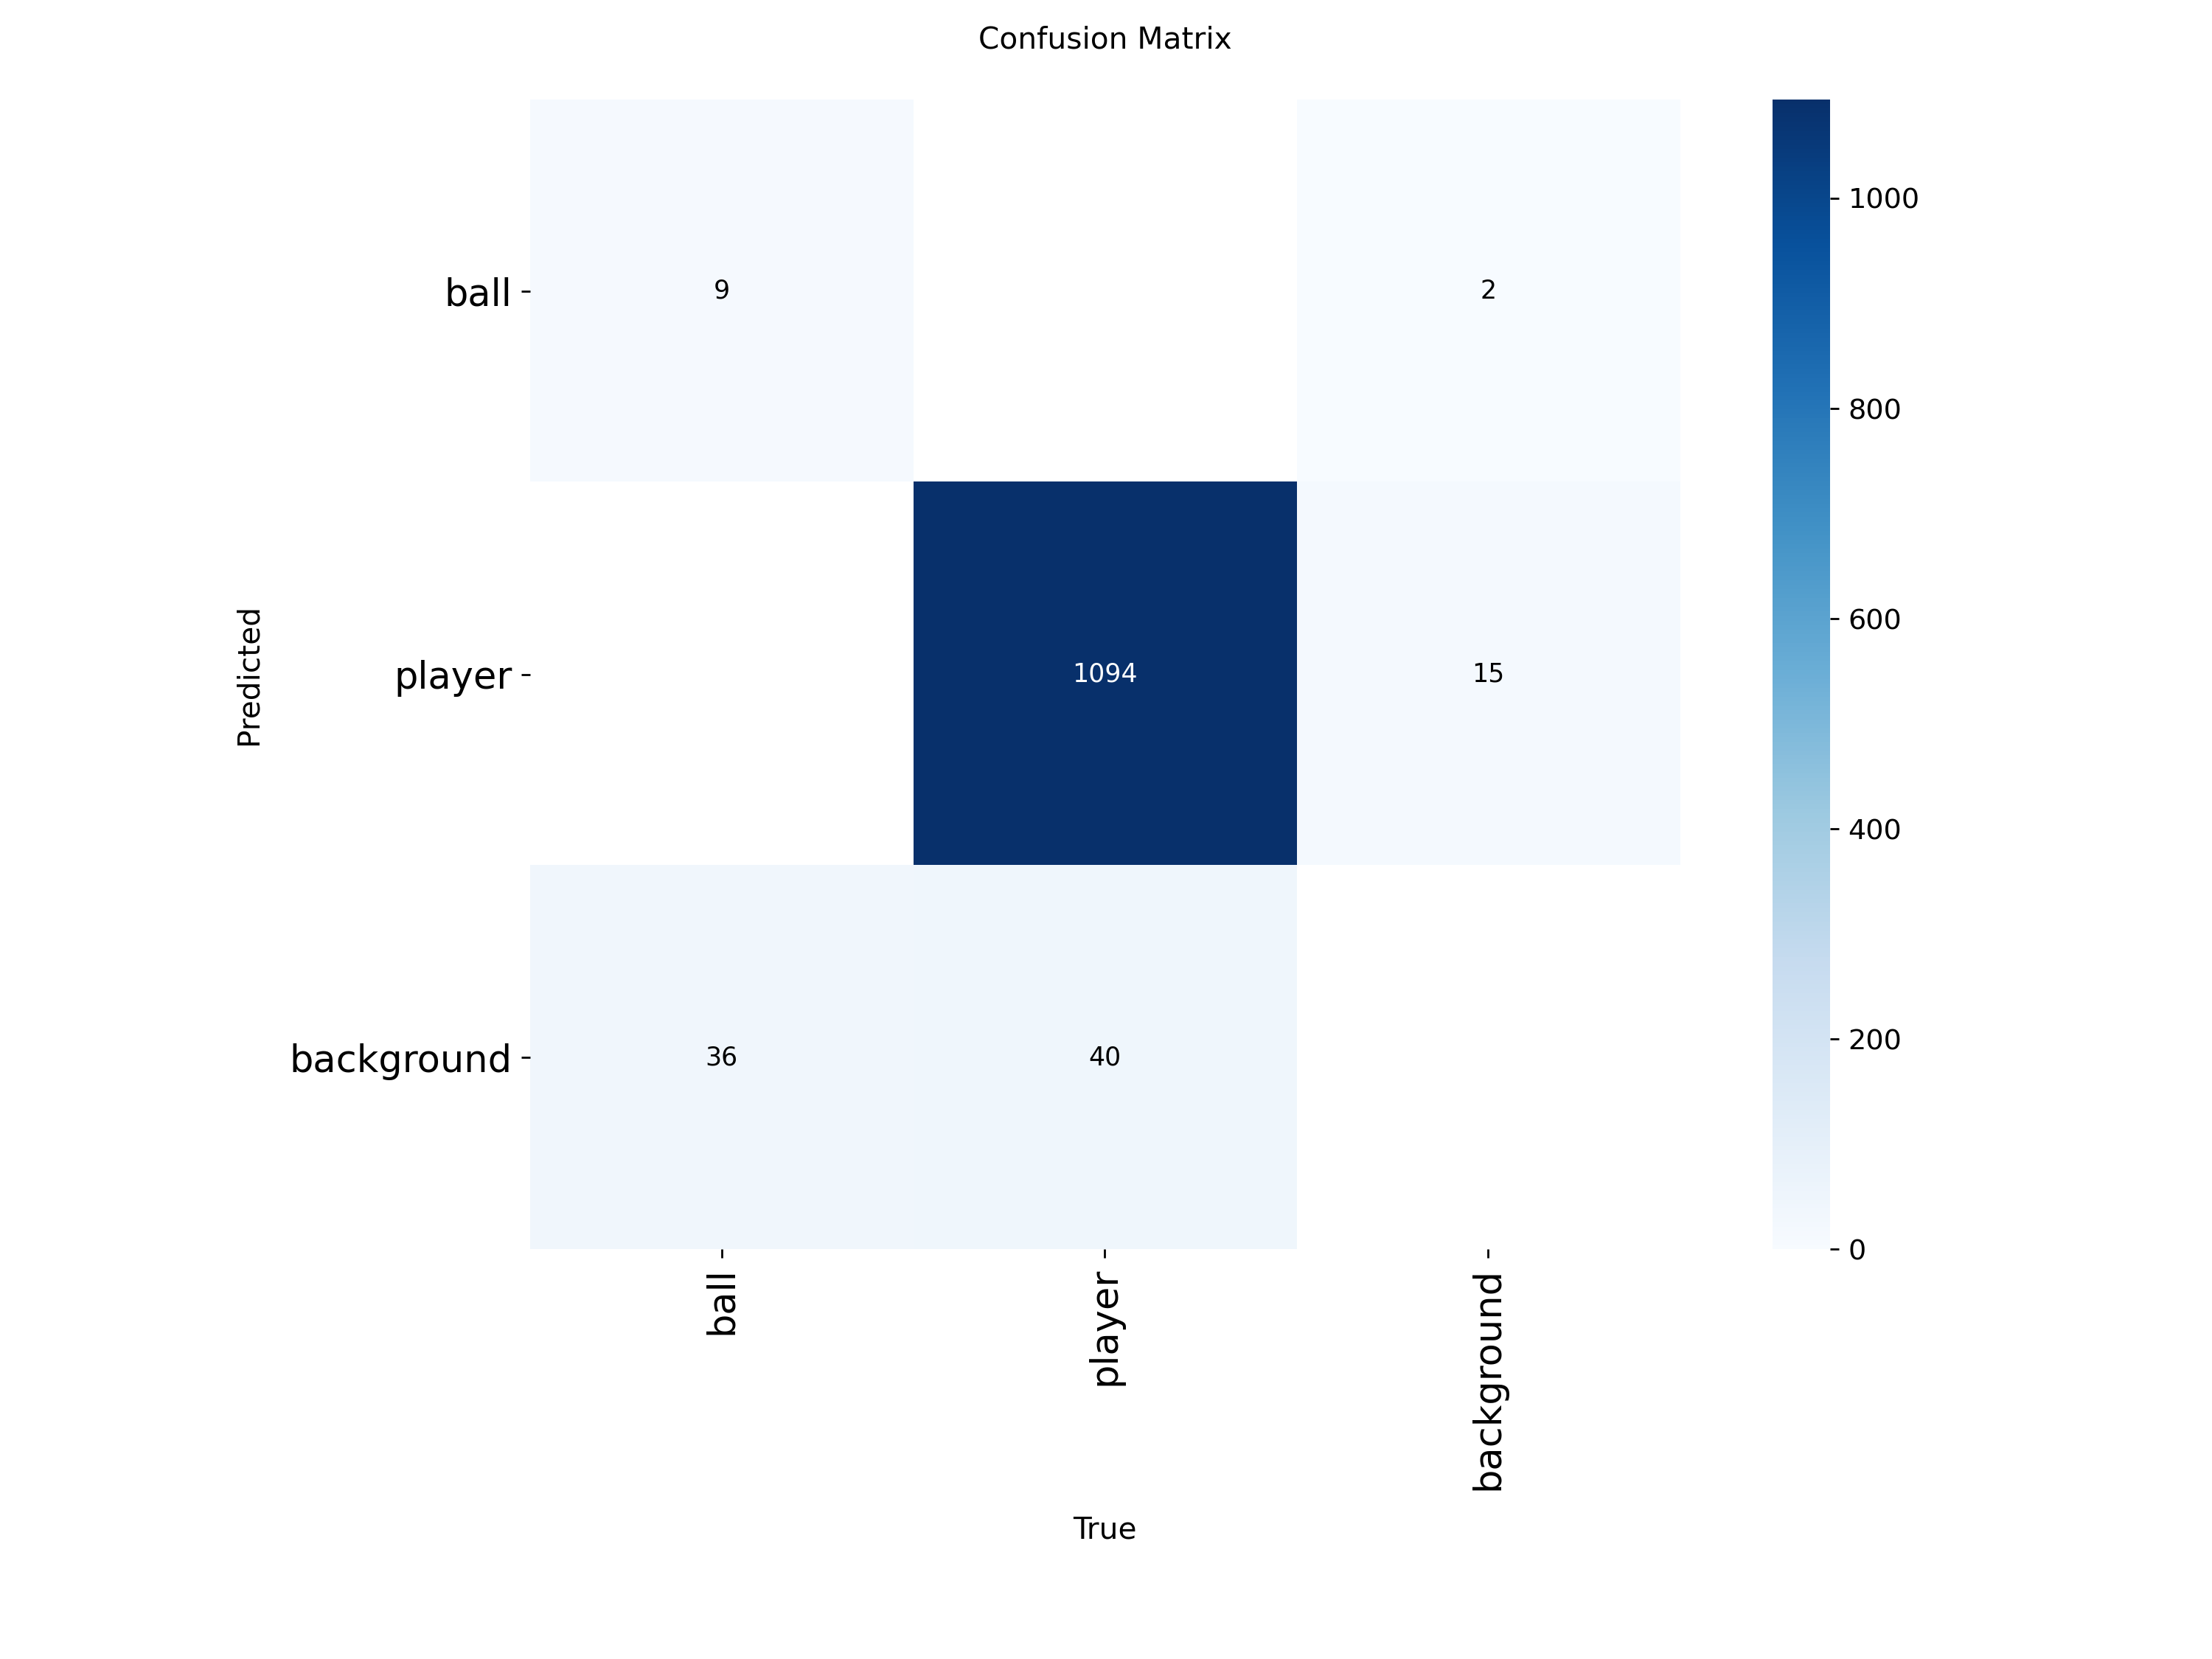 Confusion Matrix
Predicted
ball
player
background
9
2
1094
15
36
40
ball
player
background
True
1000
800
600
400
200
0